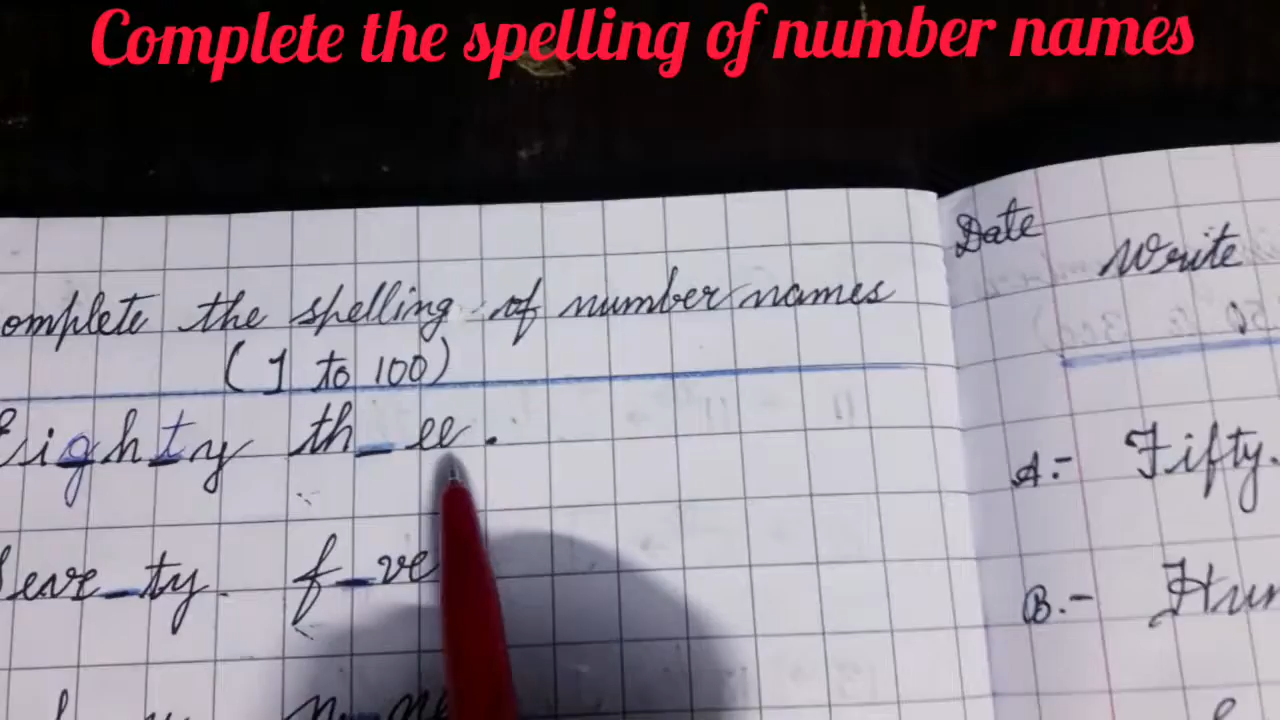 Complete the spelling of number names
omplete the spelling of number names
(1 to 100)
Eighty th_ee.
Seve_ty. f_ve
Date
Write
A:- Fifty.
B.- Hun